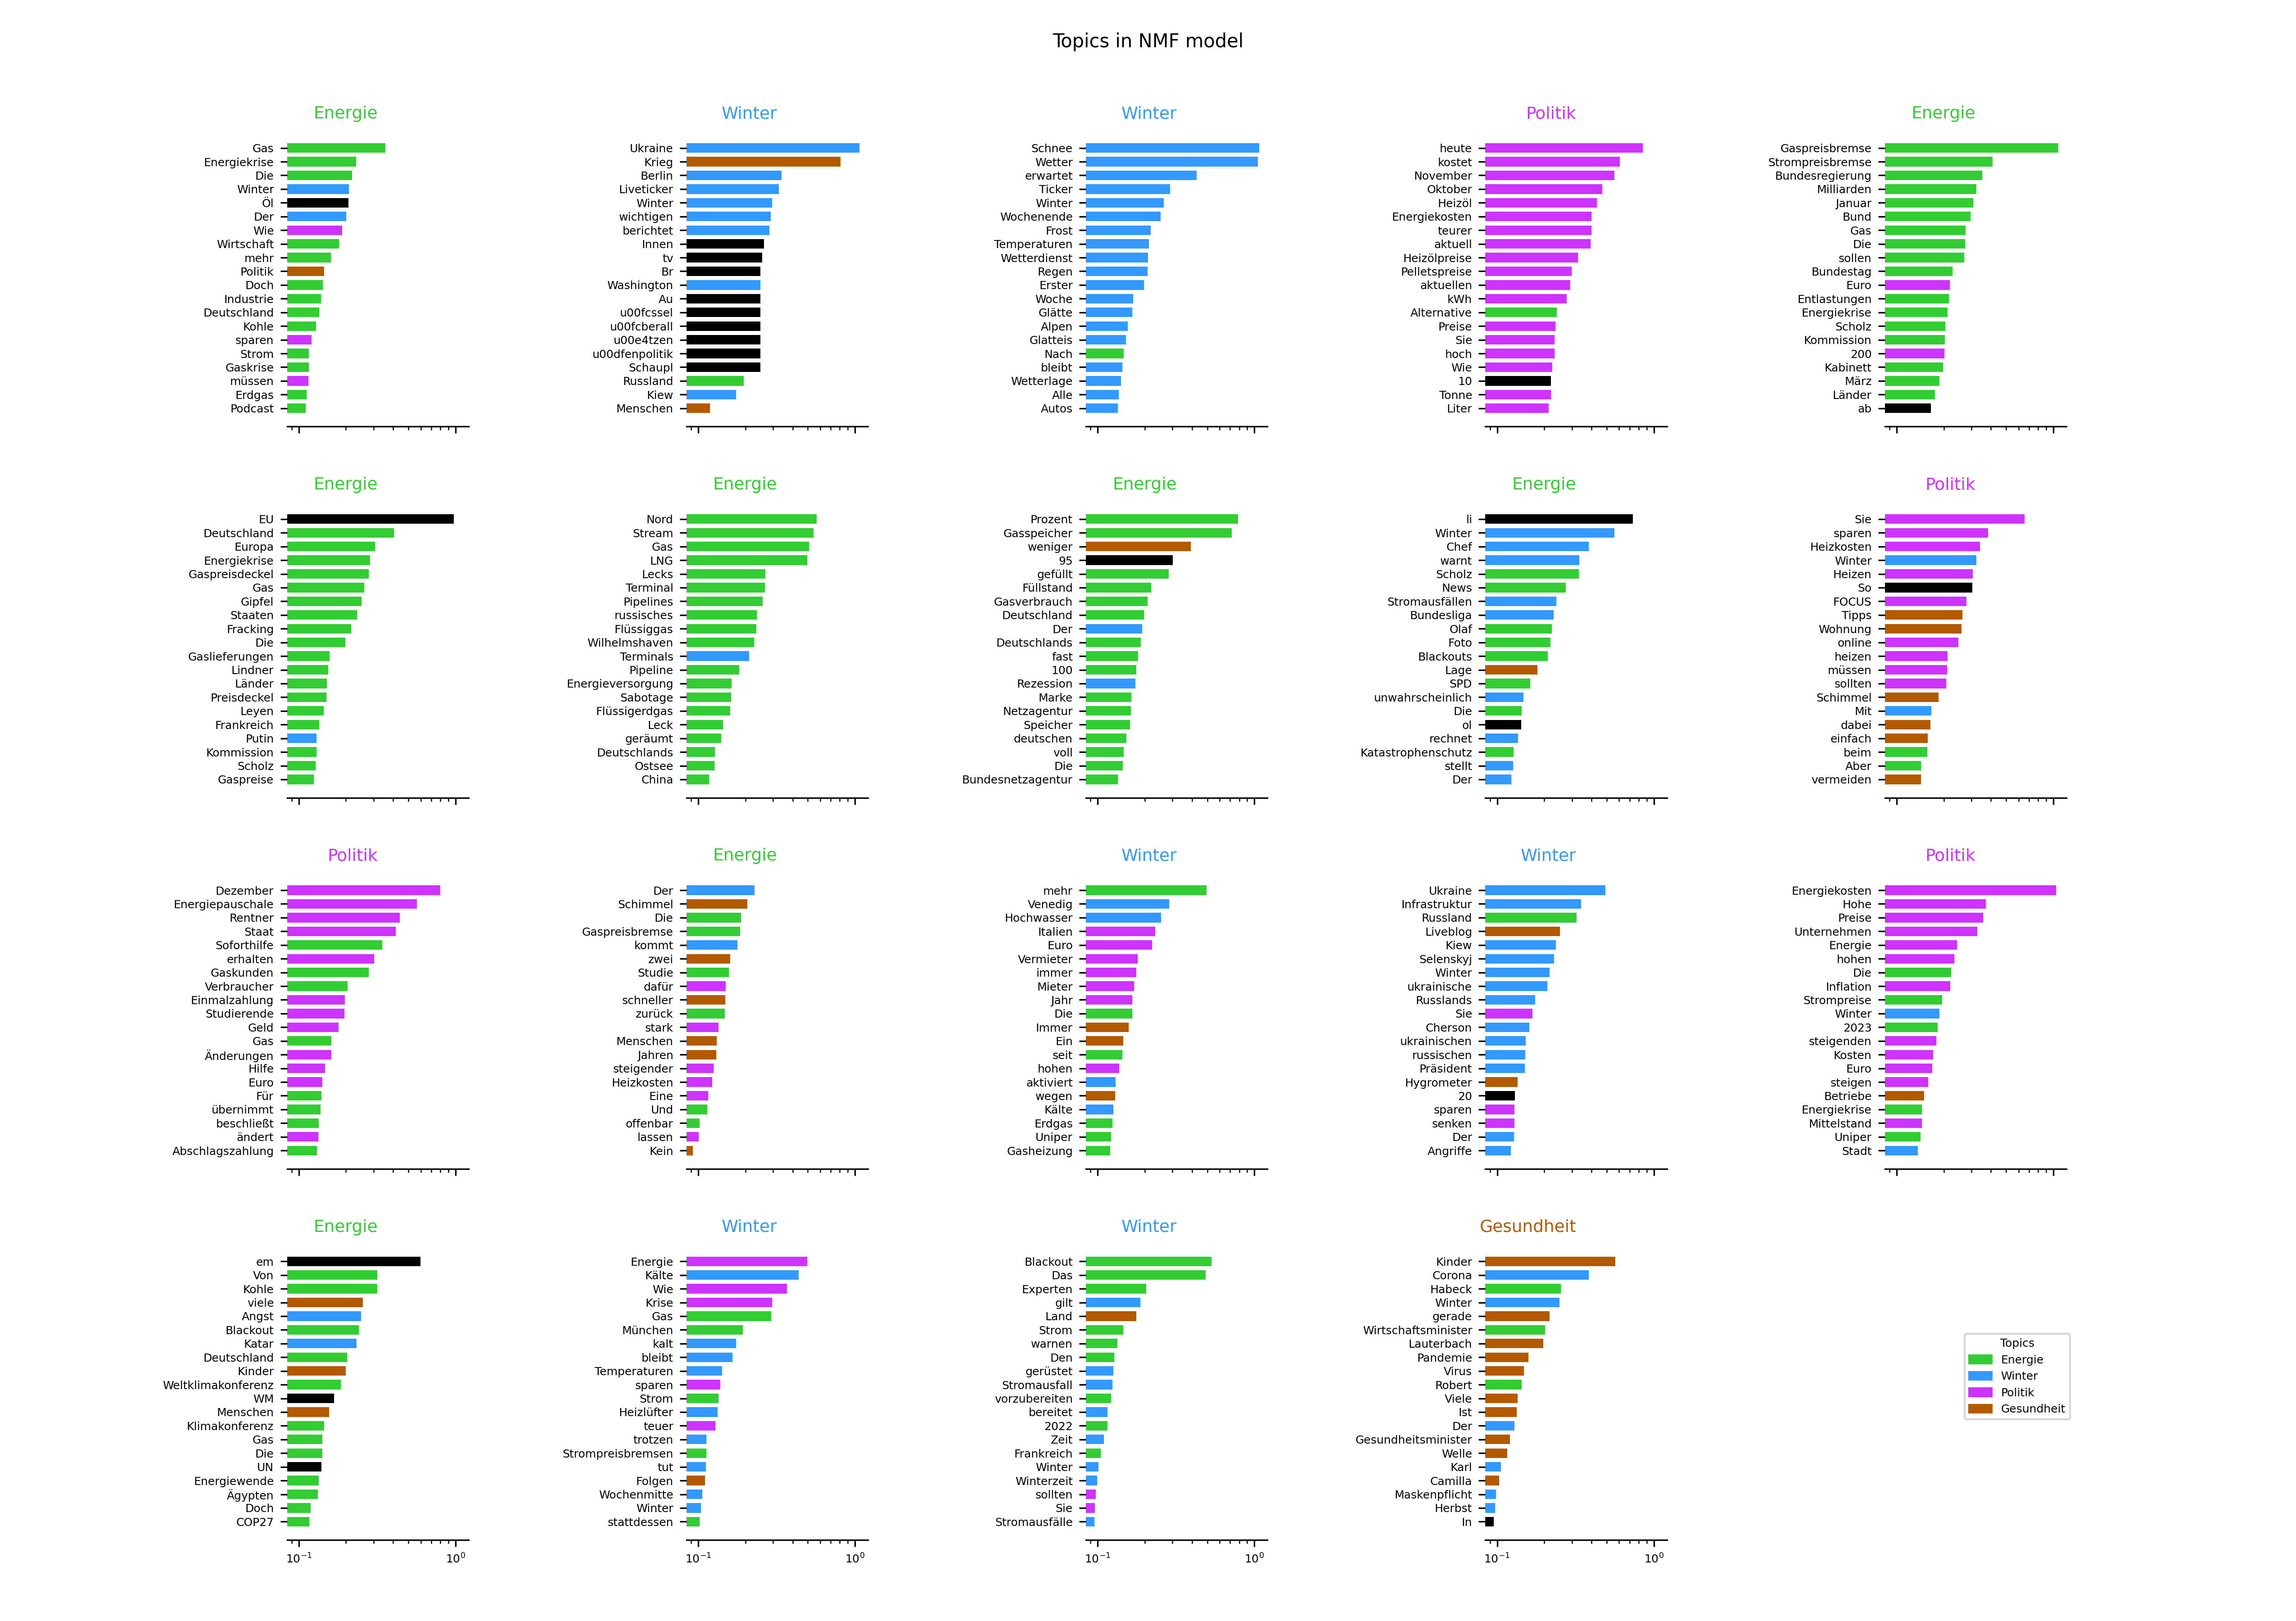 Topics in NMF model
Energie
Gas
Energiekrise
Die
Winter
Öl
Der
Wie
Wirtschaft
mehr
Politik
Doch
Industrie
Deutschland
Kohle
sparen
Strom
Gaskrise
müssen
Erdgas
Podcast
Winter
Ukraine
Krieg
Berlin
Liveticker
Winter
wichtigen
berichtet
Innen
tv
Br
Washington
Au
u00fcssel
u00fcberall
u00e4tzen
u00dfenpolitik
Schaupl
Russland
Kiew
Menschen
Winter
Schnee
Wetter
erwartet
Ticker
Winter
Wochenende
Frost
Temperaturen
Wetterdienst
Regen
Erster
Woche
Glätte
Alpen
Glatteis
Nach
bleibt
Wetterlage
Alle
Autos
Politik
heute
kostet
November
Oktober
Heizöl
Energiekosten
teurer
aktuell
Heizölpreise
Pelletspreise
aktuellen
kWh
Alternative
Preise
Sie
hoch
Wie
10
Tonne
Liter
Energie
Gaspreisbremse
Strompreisbremse
Bundesregierung
Milliarden
Januar
Bund
Gas
Die
sollen
Bundestag
Euro
Entlastungen
Energiekrise
Scholz
Kommission
200
Kabinett
März
Länder
ab
Energie
EU
Deutschland
Europa
Energiekrise
Gaspreisdeckel
Gas
Gipfel
Staaten
Fracking
Die
Gaslieferungen
Lindner
Länder
Preisdeckel
Leyen
Frankreich
Putin
Kommission
Scholz
Gaspreise
Energie
Nord
Stream
Gas
LNG
Lecks
Terminal
Pipelines
russisches
Flüssiggas
Wilhelmshaven
Terminals
Pipeline
Energieversorgung
Sabotage
Flüssigerdgas
Leck
geräumt
Deutschlands
Ostsee
China
Energie
Prozent
Gasspeicher
weniger
95
gefüllt
Füllstand
Gasverbrauch
Deutschland
Der
Deutschlands
fast
100
Rezession
Marke
Netzagentur
Speicher
deutschen
voll
Die
Bundesnetzagentur
Energie
li
Winter
Chef
warnt
Scholz
News
Stromausfällen
Bundesliga
Olaf
Foto
Blackouts
Lage
SPD
unwahrscheinlich
Die
ol
rechnet
Katastrophenschutz
stellt
Der
Politik
Sie
sparen
Heizkosten
Winter
Heizen
So
FOCUS
Tipps
Wohnung
online
heizen
müssen
sollten
Schimmel
Mit
dabei
einfach
beim
Aber
vermeiden
Politik
Dezember
Energiepauschale
Rentner
Staat
Soforthilfe
erhalten
Gaskunden
Verbraucher
Einmalzahlung
Studierende
Geld
Gas
Änderungen
Hilfe
Euro
Für
übernimmt
beschließt
ändert
Abschlagszahlung
Energie
Der
Schimmel
Die
Gaspreisbremse
kommt
zwei
Studie
dafür
schneller
zurück
stark
Menschen
Jahren
steigender
Heizkosten
Eine
Und
offenbar
lassen
Kein
Winter
mehr
Venedig
Hochwasser
Italien
Euro
Vermieter
immer
Mieter
Jahr
Die
Immer
Ein
seit
hohen
aktiviert
wegen
Kälte
Erdgas
Uniper
Gasheizung
Winter
Ukraine
Infrastruktur
Russland
Liveblog
Kiew
Selenskyj
Winter
ukrainische
Russlands
Sie
Cherson
ukrainischen
russischen
Präsident
Hygrometer
20
sparen
senken
Der
Angriffe
Politik
Energiekosten
Hohe
Preise
Unternehmen
Energie
hohen
Die
Inflation
Strompreise
Winter
2023
steigenden
Kosten
Euro
steigen
Betriebe
Energiekrise
Mittelstand
Uniper
Stadt
Energie
em
Von
Kohle
viele
Angst
Blackout
Katar
Deutschland
Kinder
Weltklimakonferenz
WM
Menschen
Klimakonferenz
Gas
Die
UN
Energiewende
Ägypten
Doch
COP27
10⁻¹ 10⁰
Winter
Energie
Kälte
Wie
Krise
Gas
München
kalt
bleibt
Temperaturen
sparen
Strom
Heizlüfter
teuer
trotzen
Strompreisbremsen
tut
Folgen
Wochenmitte
Winter
stattdessen
10⁻¹ 10⁰
Winter
Blackout
Das
Experten
gilt
Land
Strom
warnen
Den
gerüstet
Stromausfall
vorzubereiten
bereitet
2022
Zeit
Frankreich
Winter
Winterzeit
sollten
Sie
Stromausfälle
10⁻¹ 10⁰
Gesundheit
Kinder
Corona
Habeck
Winter
gerade
Wirtschaftsminister
Lauterbach
Pandemie
Virus
Robert
Viele
Ist
Der
Gesundheitsminister
Welle
Karl
Camilla
Maskenpflicht
Herbst
In
10⁻¹ 10⁰
Topics
Energie
Winter
Politik
Gesundheit